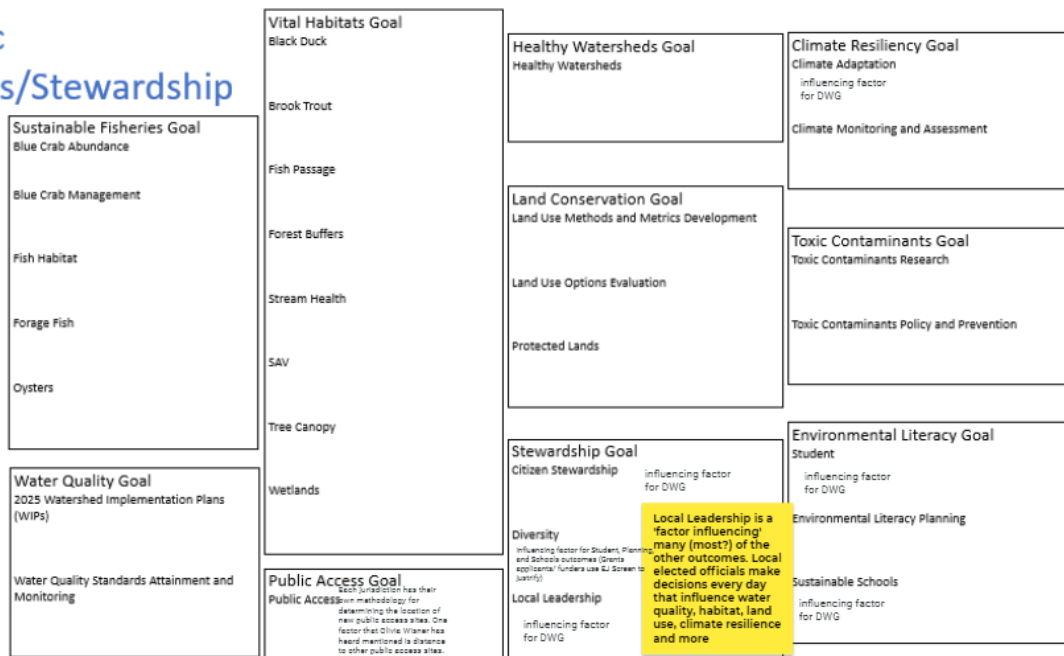 c
s/Stewardship
Sustainable Fisheries Goal
Blue Crab Abundance
Blue Crab Management
Fish Habitat
Forage Fish
Oysters
Water Quality Goal
2025 Watershed Implementation Plans
(WIPs)
Water Quality Standards Attainment and
Monitoring
Vital Habitats Goal
Black Duck
Brook Trout
Fish Passage
Forest Buffers
Stream Health
SAV
Tree Canopy
Wetlands
Public Access Goal
Public Access
Each jurisdiction has their
own methodology for
determining the location of
new public access sites. One
factor that Olivia Wisner has
heard mentioned is distance
to other public access sites.
Healthy Watersheds Goal
Healthy Watersheds
Land Conservation Goal
Land Use Methods and Metrics Development
Land Use Options Evaluation
Protected Lands
Stewardship Goal
Citizen Stewardship
influencing factor
for DWG
Diversity
Influencing factor for Student, Planning,
and Schools outcomes (Grants
applicants/ funders use EJ Screen to
justify)
Local Leadership
influencing factor
for DWG
Local Leadership is a
'factor influencing'
many (most?) of the
other outcomes. Local
elected officials make
decisions every day
that influence water
quality, habitat, land
use, climate resilience
and more
Climate Resiliency Goal
Climate Adaptation
influencing factor
for DWG
Climate Monitoring and Assessment
Toxic Contaminants Goal
Toxic Contaminants Research
Toxic Contaminants Policy and Prevention
Environmental Literacy Goal
Student
influencing factor
for DWG
Environmental Literacy Planning
Sustainable Schools
influencing factor
for DWG